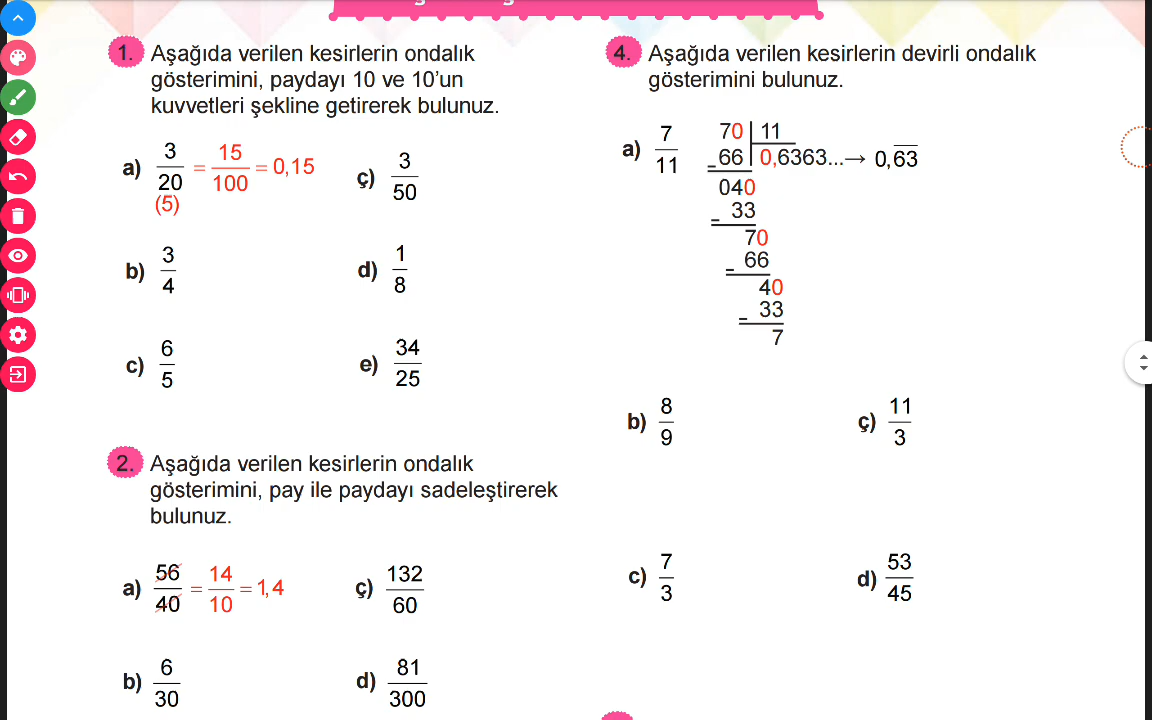 1. Aşağıda verilen kesirlerin ondalık
gösterimini, paydayı 10 ve 10'un
kuvvetleri şekline getirerek bulunuz.
a) 3/20 (5) = 15/100 = 0,15
ç) 3/50
b) 3/4
d) 1/8
c) 6/5
e) 34/25
2. Aşağıda verilen kesirlerin ondalık
gösterimini, pay ile paydayı sadeleştirerek
bulunuz.
a) 56/40 = 14/10 = 1,4
ç) 132/60
b) 6/30
d) 81/300
4. Aşağıda verilen kesirlerin devirli ondalık
gösterimini bulunuz.
a) 7/11
70 | 11
- 66 | 0,6363...→ 0,6̅3̅
040
- 33
70
- 66
40
- 33
7
b) 8/9
ç) 11/3
c) 7/3
d) 53/45